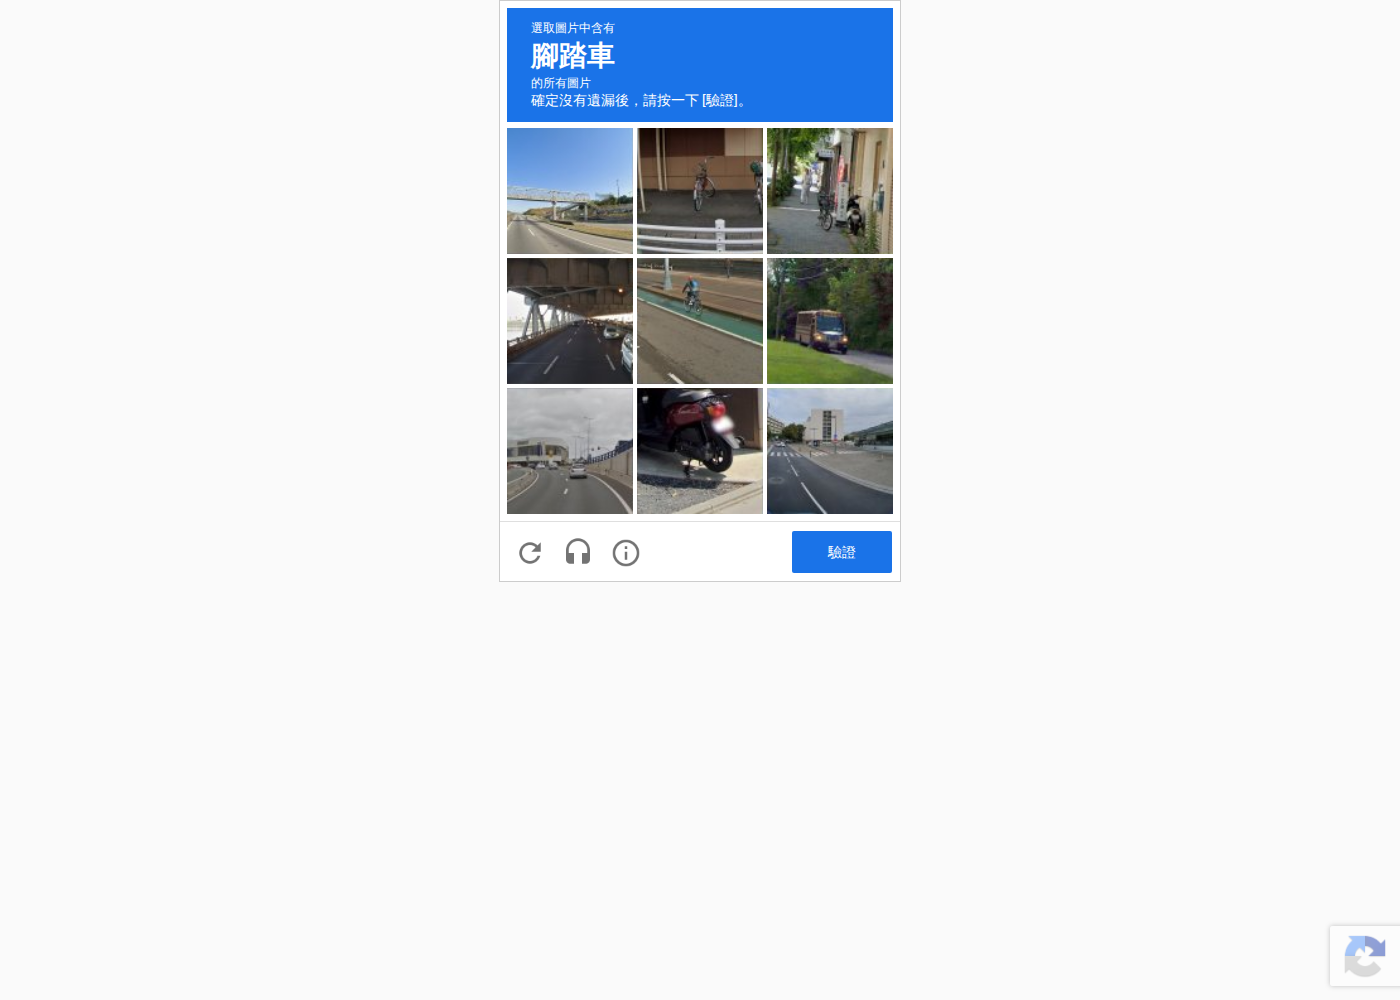 選取圖片中含有
腳踏車
的所有圖片
確定沒有遺漏後，請按一下 [驗證]。
驗證